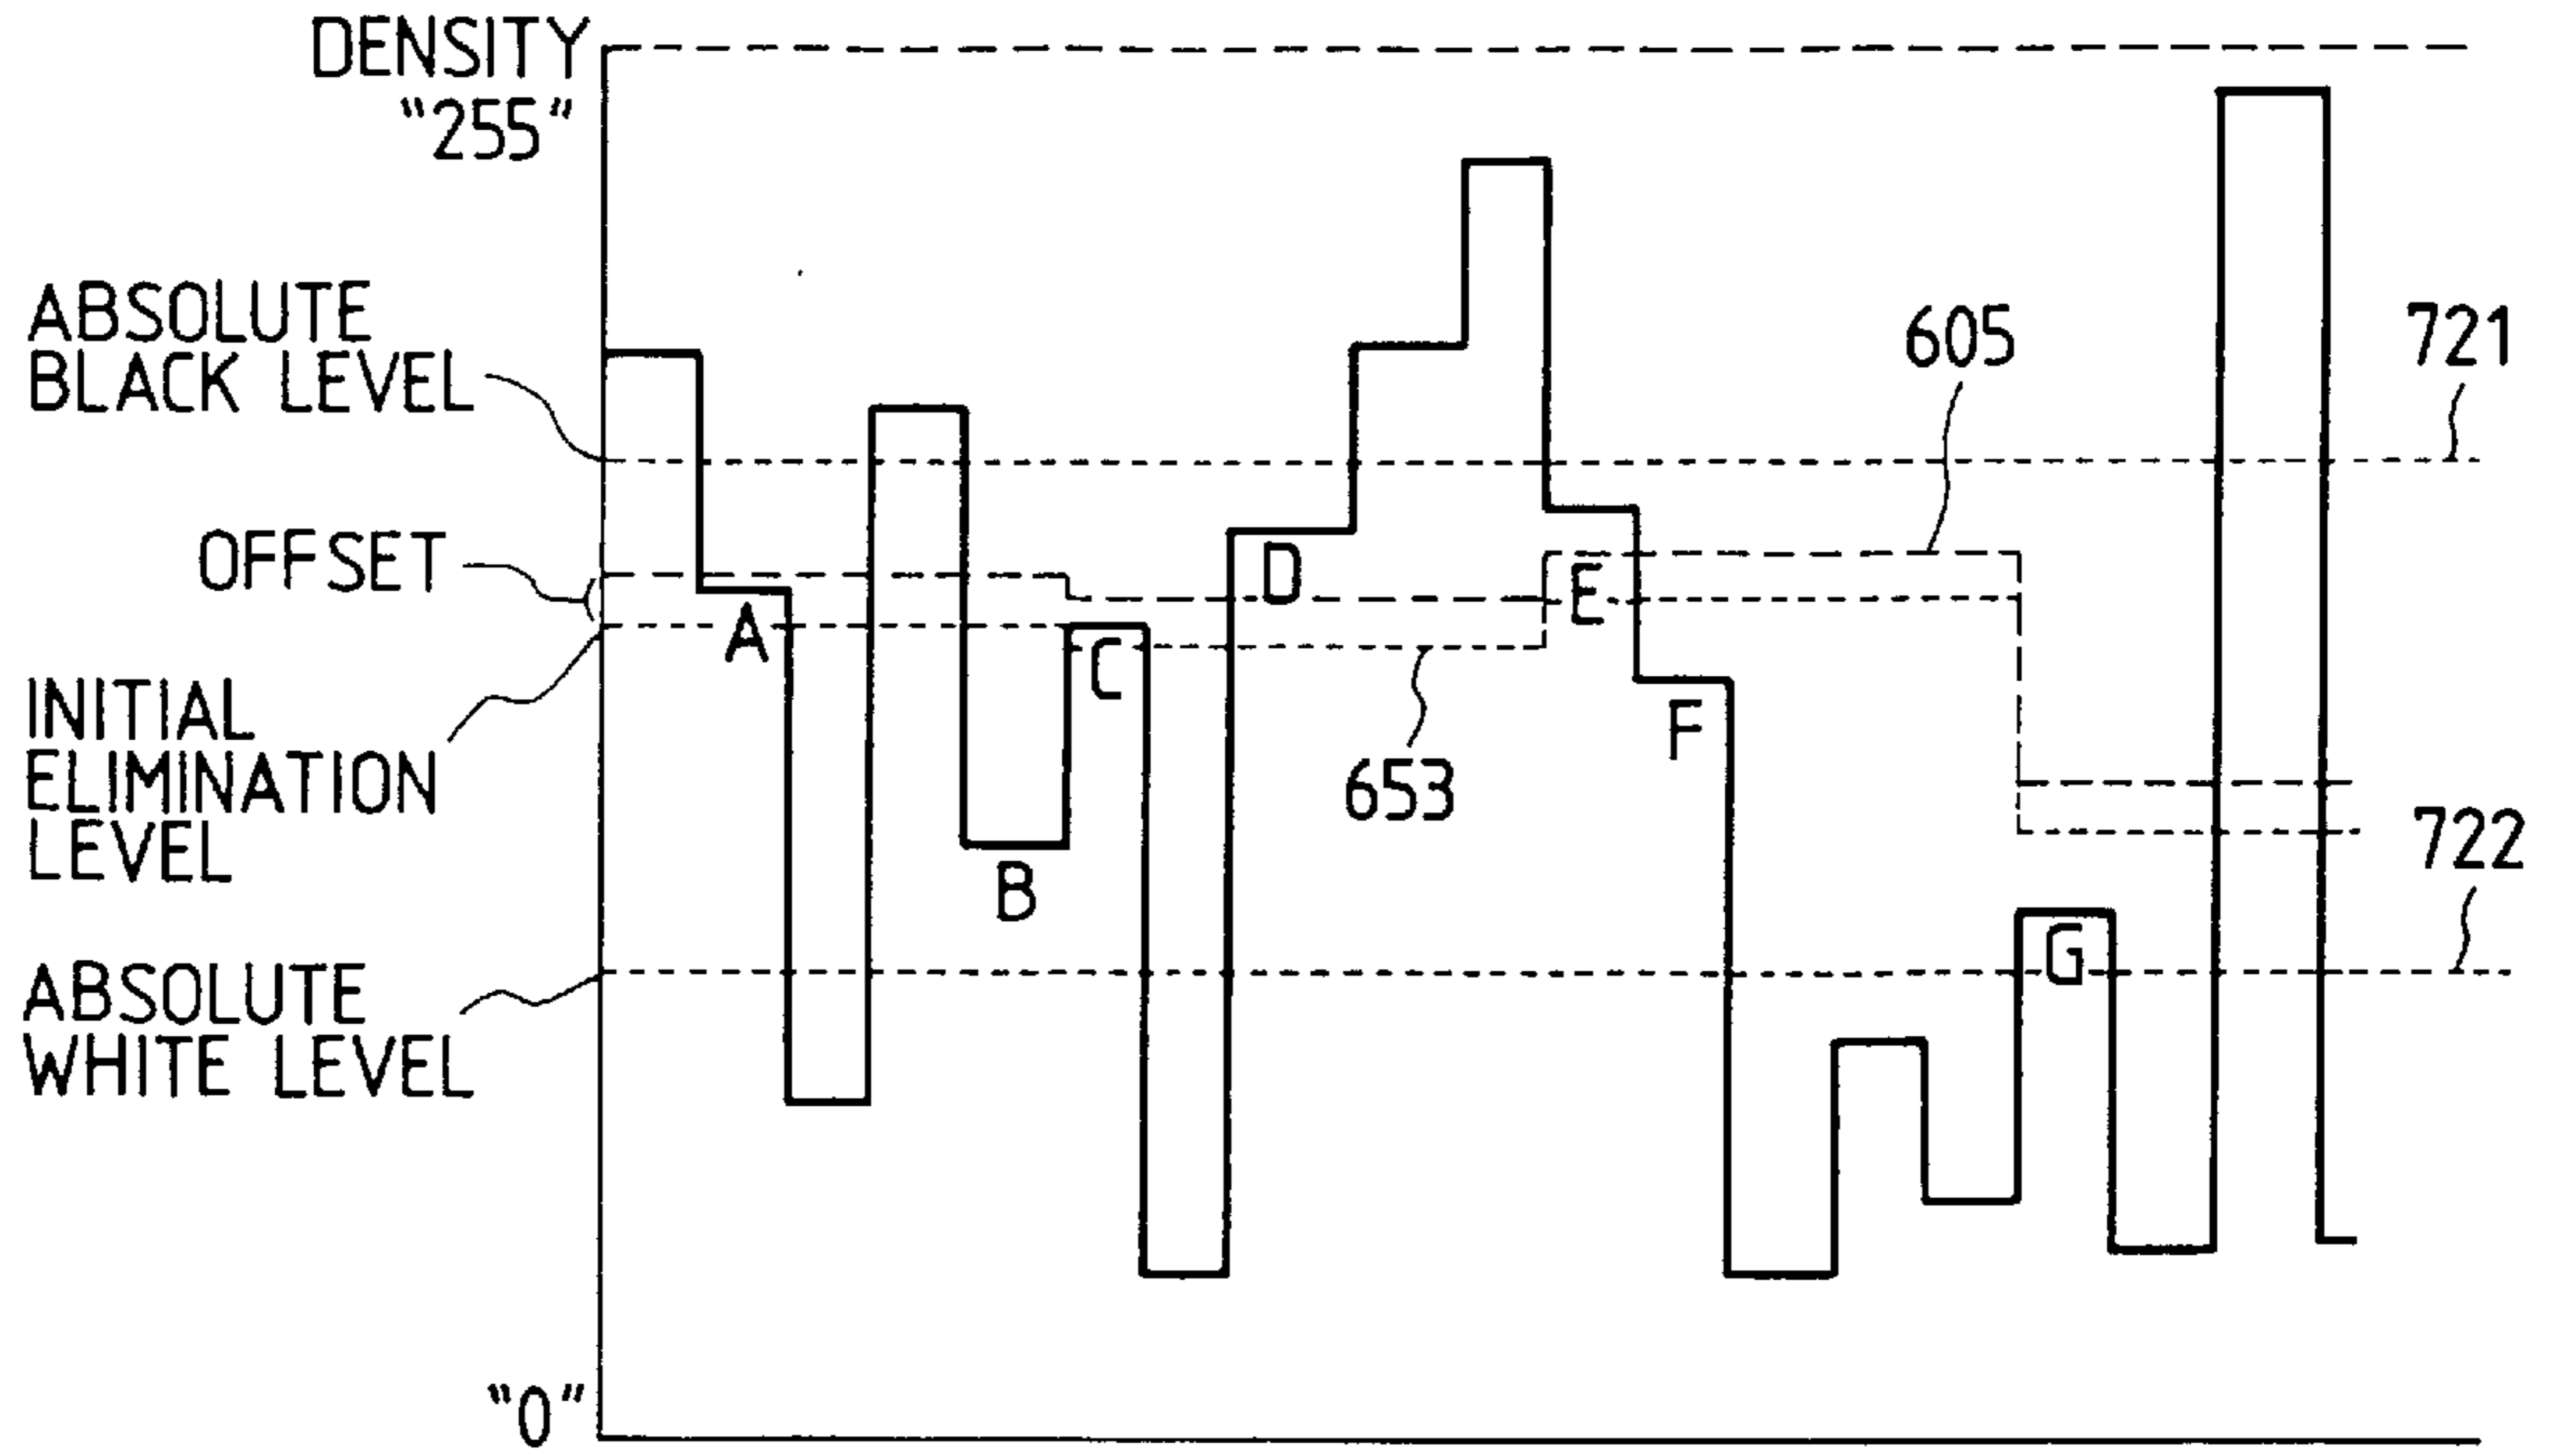 DENSITY
"255"
ABSOLUTE
BLACK LEVEL
605
721
OFFSET
D
E
A
C
INITIAL
ELIMINATION
LEVEL
F
653
722
B
G
ABSOLUTE
WHITE LEVEL
"0"